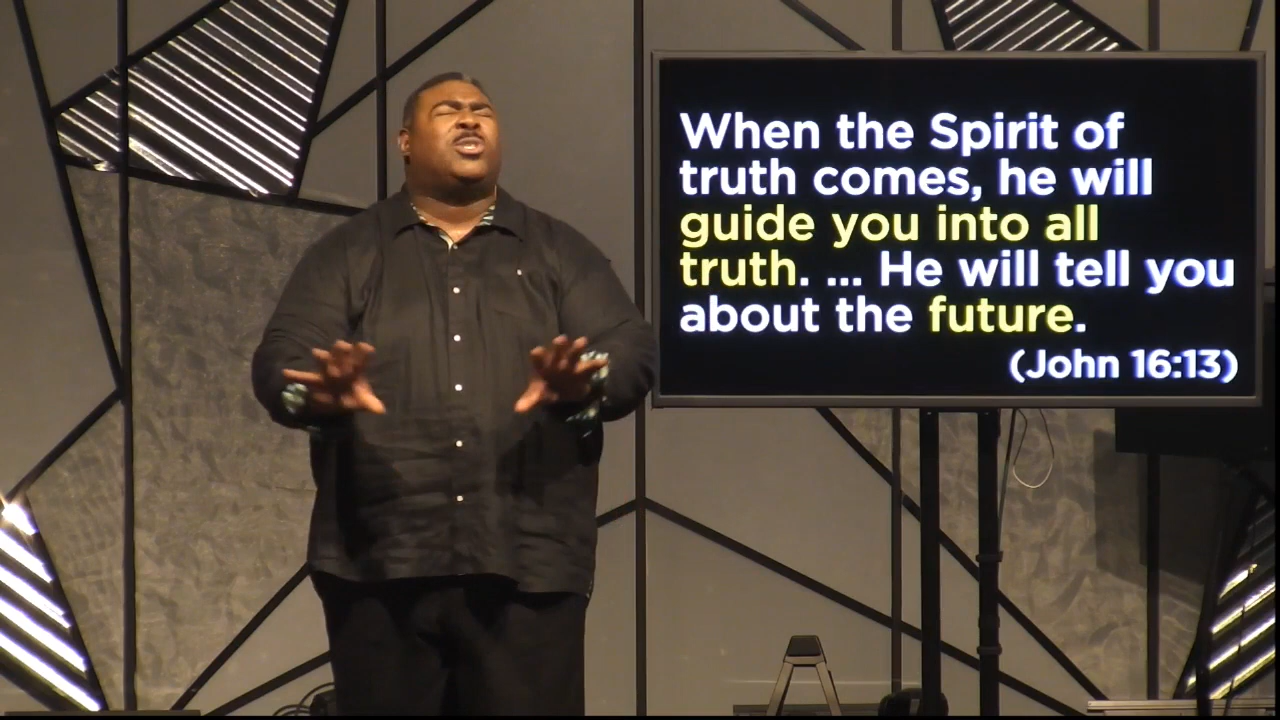 When the Spirit of
truth comes, he will
guide you into all
truth. ... He will tell you
about the future.
(John 16:13)